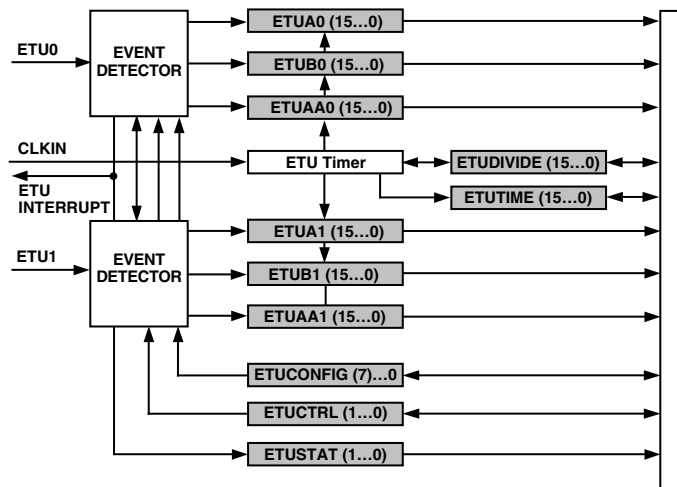 ETUA0 (15...0)
ETU0
EVENT
DETECTOR
ETUB0 (15...0)
ETUAA0 (15...0)
CLKIN
ETU Timer
ETUDIVIDE (15...0)
ETU
INTERRUPT
ETUTIME (15...0)
ETUA1 (15...0)
ETU1
EVENT
DETECTOR
ETUB1 (15...0)
ETUAA1 (15...0)
ETUCONFIG (7)...0
ETUCTRL (1...0)
ETUSTAT (1...0)